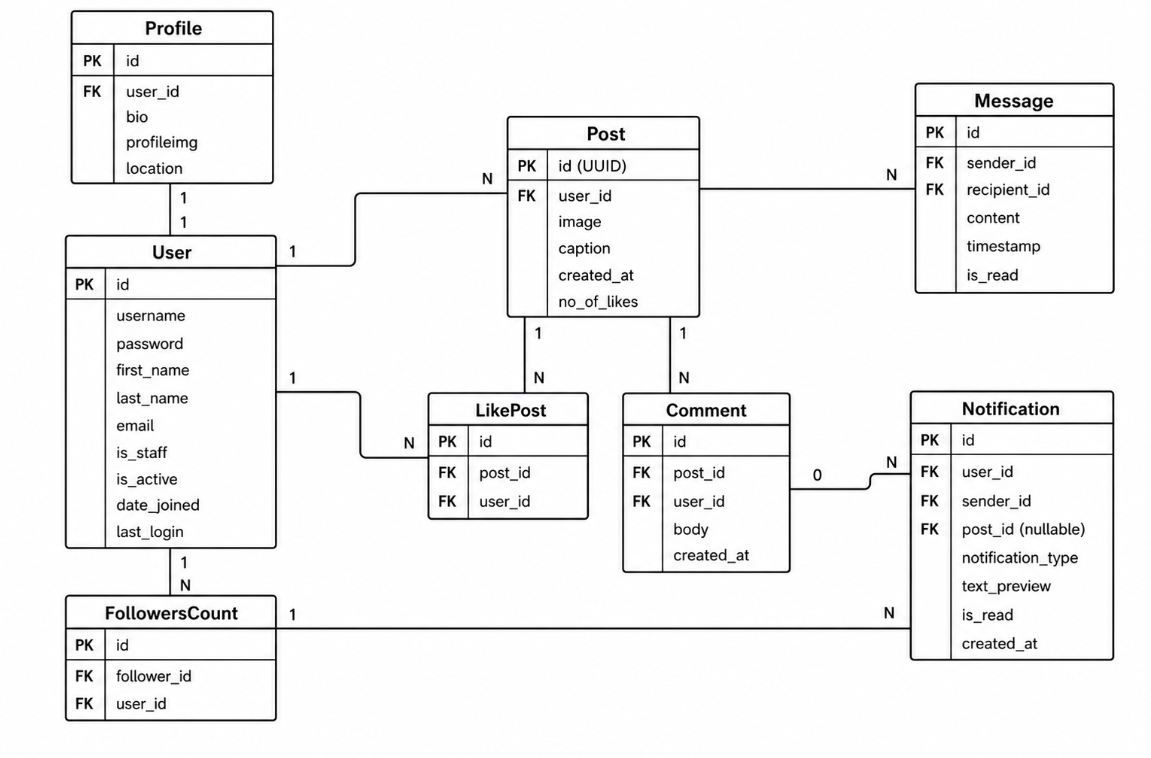 Profile
PK id
FK user_id
bio
profileimg
location
1
1
User
PK id
username
password
first_name
last_name
email
is_staff
is_active
date_joined
last_login
1
N
1
N
1
N
FollowersCount
PK id
FK follower_id
FK user_id
1
N
Post
PK id (UUID)
FK user_id
image
caption
created_at
no_of_likes
N
1
N
1
N
LikePost
PK id
FK post_id
FK user_id
Comment
PK id
FK post_id
FK user_id
body
created_at
0
N
Message
PK id
FK sender_id
FK recipient_id
content
timestamp
is_read
Notification
PK id
FK user_id
FK sender_id
FK post_id (nullable)
notification_type
text_preview
is_read
created_at